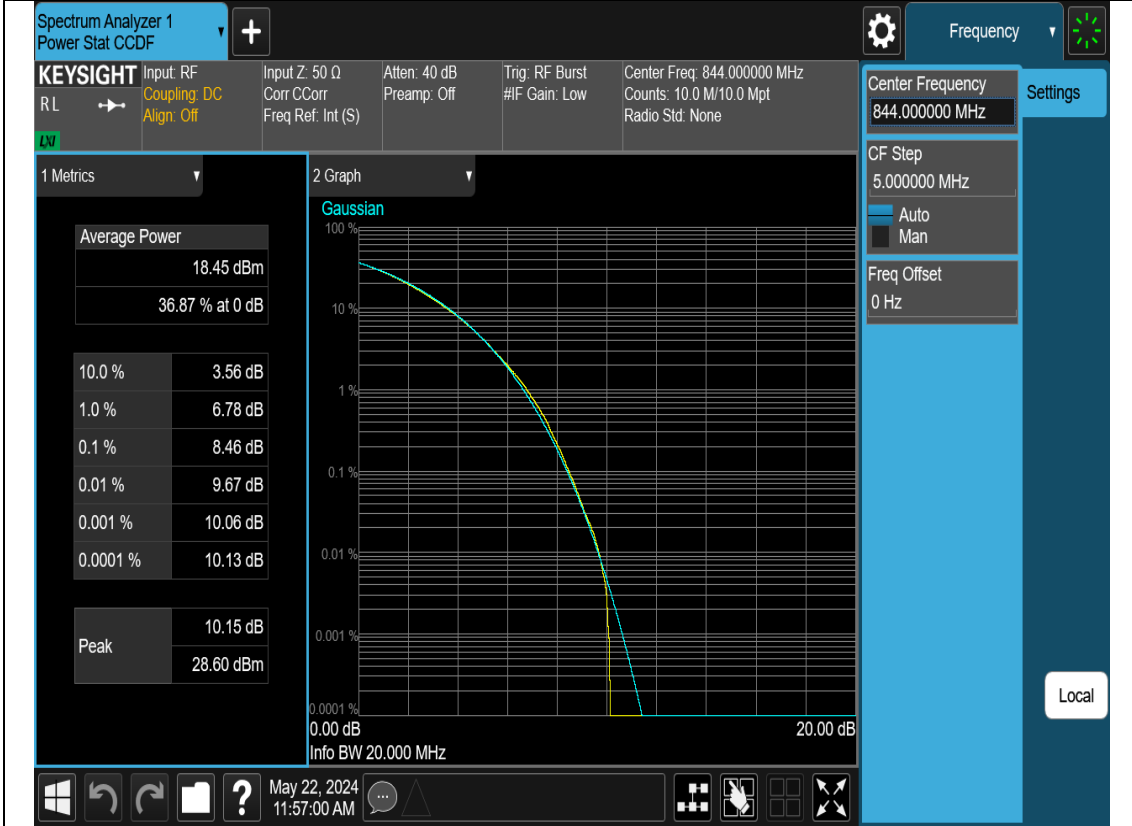 Spectrum Analyzer 1
Power Stat CCDF
+
Frequency
KEYSIGHT
RL
LXI
Input: RF
Coupling: DC
Align: Off
Input Z: 50 Ω
Corr CCorr
Freq Ref: Int (S)
Atten: 40 dB
Preamp: Off
Trig: RF Burst
#IF Gain: Low
Center Freq: 844.000000 MHz
Counts: 10.0 M/10.0 Mpt
Radio Std: None
Center Frequency
844.000000 MHz
Settings
CF Step
5.000000 MHz
Auto
Man
Freq Offset
0 Hz
Local
1 Metrics
Average Power
18.45 dBm
36.87 % at 0 dB
10.0 % 3.56 dB
1.0 % 6.78 dB
0.1 % 8.46 dB
0.01 % 9.67 dB
0.001 % 10.06 dB
0.0001 % 10.13 dB
Peak
10.15 dB
28.60 dBm
2 Graph
Gaussian
100 %
10 %
1 %
0.1 %
0.01 %
0.001 %
0.0001 %
0.00 dB 20.00 dB
Info BW 20.000 MHz
?
May 22, 2024
11:57:00 AM